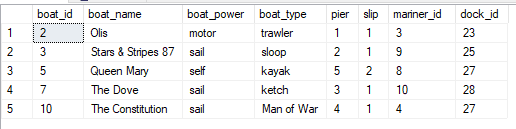 boat_id boat_name boat_power boat_type pier slip mariner_id dock_id
1 2 Olis motor trawler 1 1 3 23
2 3 Stars & Stripes 87 sail sloop 2 1 9 25
3 5 Queen Mary self kayak 5 2 8 27
4 7 The Dove sail ketch 3 1 10 28
5 10 The Constitution sail Man of War 4 1 4 27